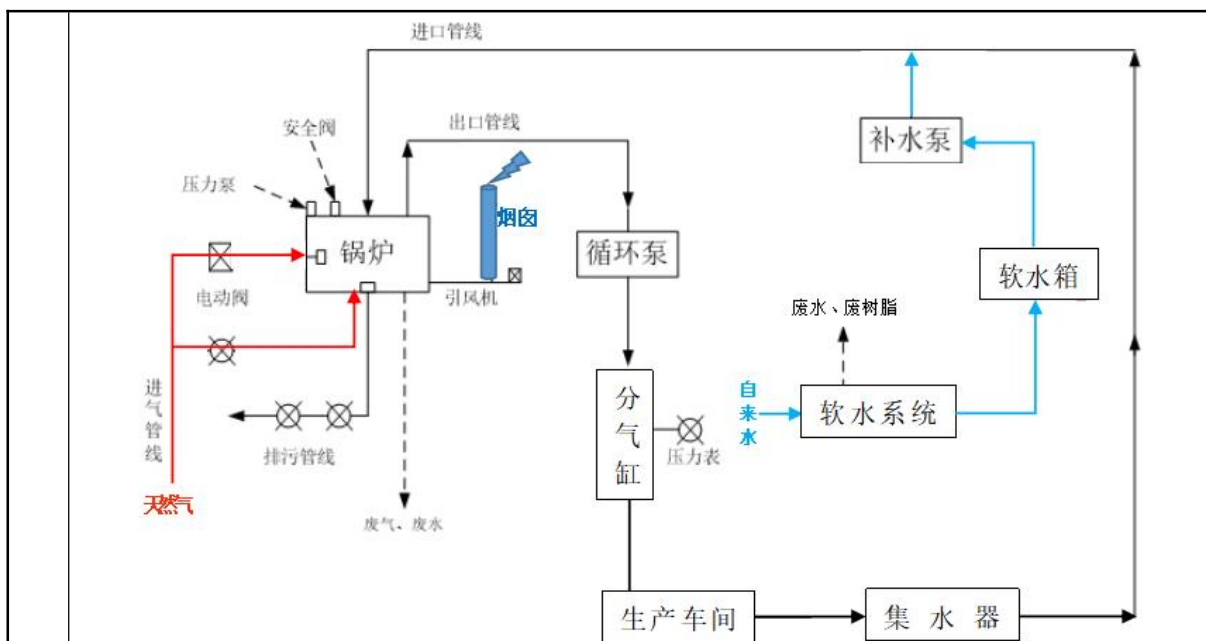 进口管线
安全阀
出口管线
补水泵
压力泵
烟囱
锅炉
循环泵
软水箱
电动阀
引风机
废水、废树脂
进气管线
分气缸
自来水
软水系统
排污管线
压力表
天然气
废气、废水
生产车间
集水器